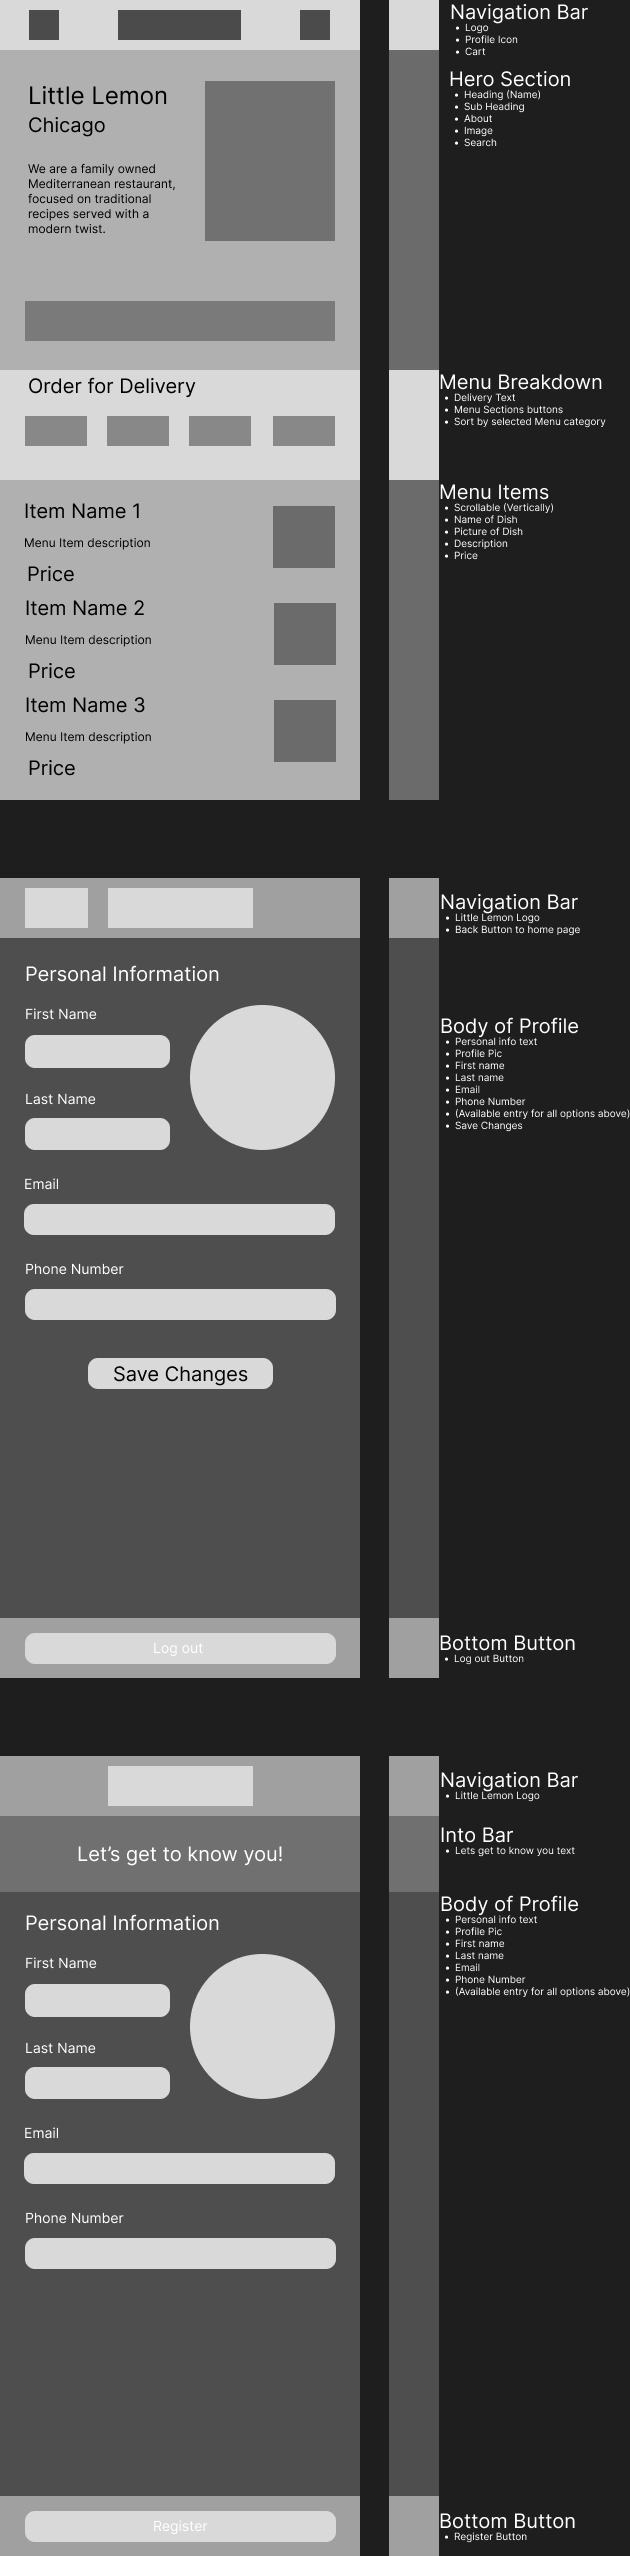 Navigation Bar
• Logo
• Profile Icon
• Cart
Hero Section
• Heading (Name)
• Sub Heading
• About
• Image
• Search
Little Lemon
Chicago
We are a family owned
Mediterranean restaurant,
focused on traditional
recipes served with a
modern twist.
Order for Delivery
Menu Breakdown
• Delivery Text
• Menu Sections buttons
• Sort by selected Menu category
Item Name 1
Menu Item description
Price
Item Name 2
Menu Item description
Price
Item Name 3
Menu Item description
Price
Menu Items
• Scrollable (Vertically)
• Name of Dish
• Picture of Dish
• Description
• Price
Navigation Bar
• Little Lemon Logo
• Back Button to home page
Personal Information
First Name
Last Name
Email
Phone Number
Save Changes
Body of Profile
• Personal info text
• Profile Pic
• First name
• Last name
• Email
• Phone Number
• (Available entry for all options above)
• Save Changes
Log out
Bottom Button
• Log out Button
Navigation Bar
• Little Lemon Logo
Let's get to know you!
Into Bar
• Lets get to know you text
Personal Information
First Name
Last Name
Email
Phone Number
Body of Profile
• Personal info text
• Profile Pic
• First name
• Last name
• Email
• Phone Number
• (Available entry for all options above)
Register
Bottom Button
• Register Button